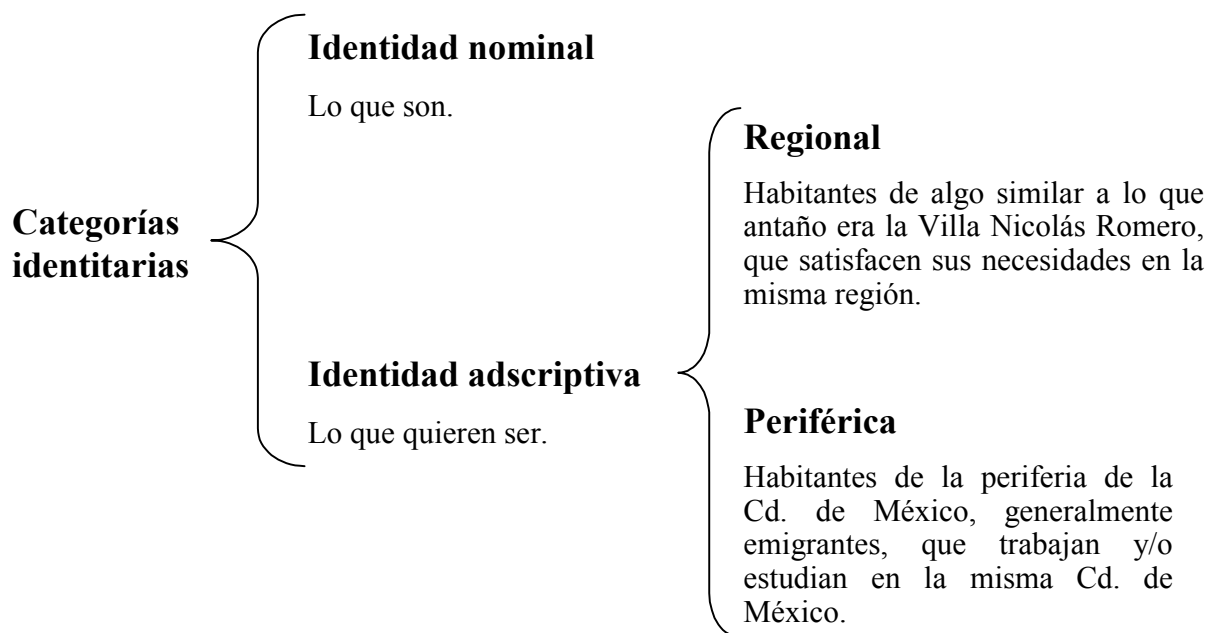 Categorías
identitarias
Identidad nominal
Lo que son.
Identidad adscriptiva
Lo que quieren ser.
Regional
Habitantes de algo similar a lo que
antaño era la Villa Nicolás Romero,
que satisfacen sus necesidades en la
misma región.
Periférica
Habitantes de la periferia de la
Cd. de México, generalmente
emigrantes, que trabajan y/o
estudian en la misma Cd. de
México.